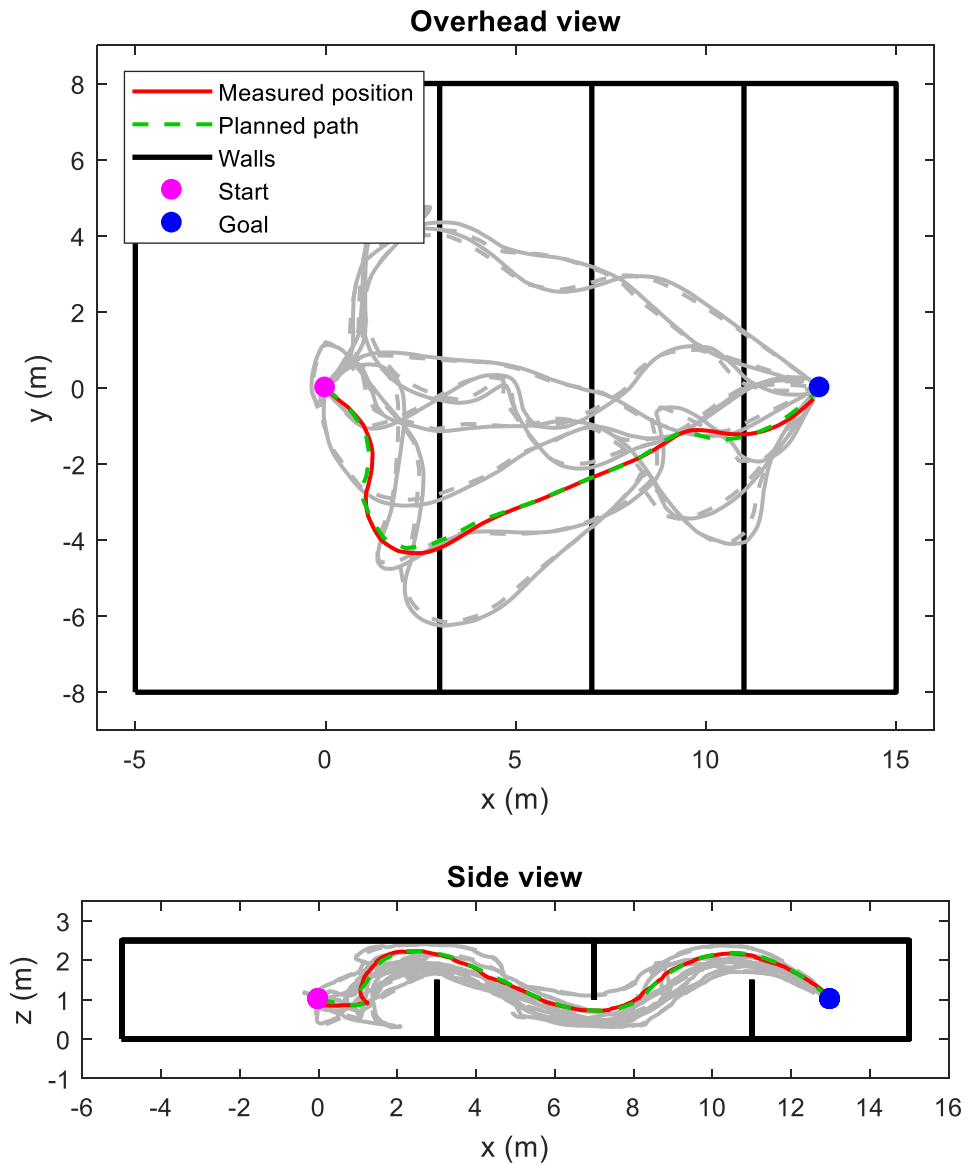 Overhead view
8
6
4
2
0
-2
-4
-6
-8
y (m)
Measured position
Planned path
Walls
Start
Goal
-5 0 5 10 15
x (m)
Side view
3
2
1
0
-1
z (m)
-6 -4 -2 0 2 4 6 8 10 12 14 16
x (m)